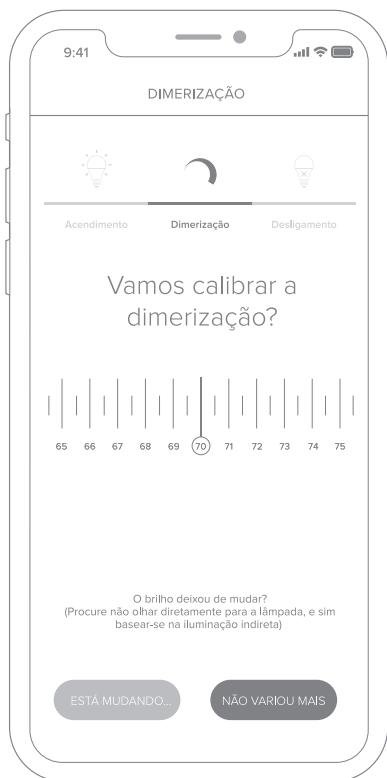 9:41
DIMERIZAÇÃO
Acendimento Dimerização Desligamento
Vamos calibrar a
dimerização?
65 66 67 68 69 70 71 72 73 74 75
O brilho deixou de mudar?
(Procure não olhar diretamente para a lâmpada, e sim
basear-se na iluminação indireta)
ESTÁ MUDANDO... NÃO VARIOU MAIS